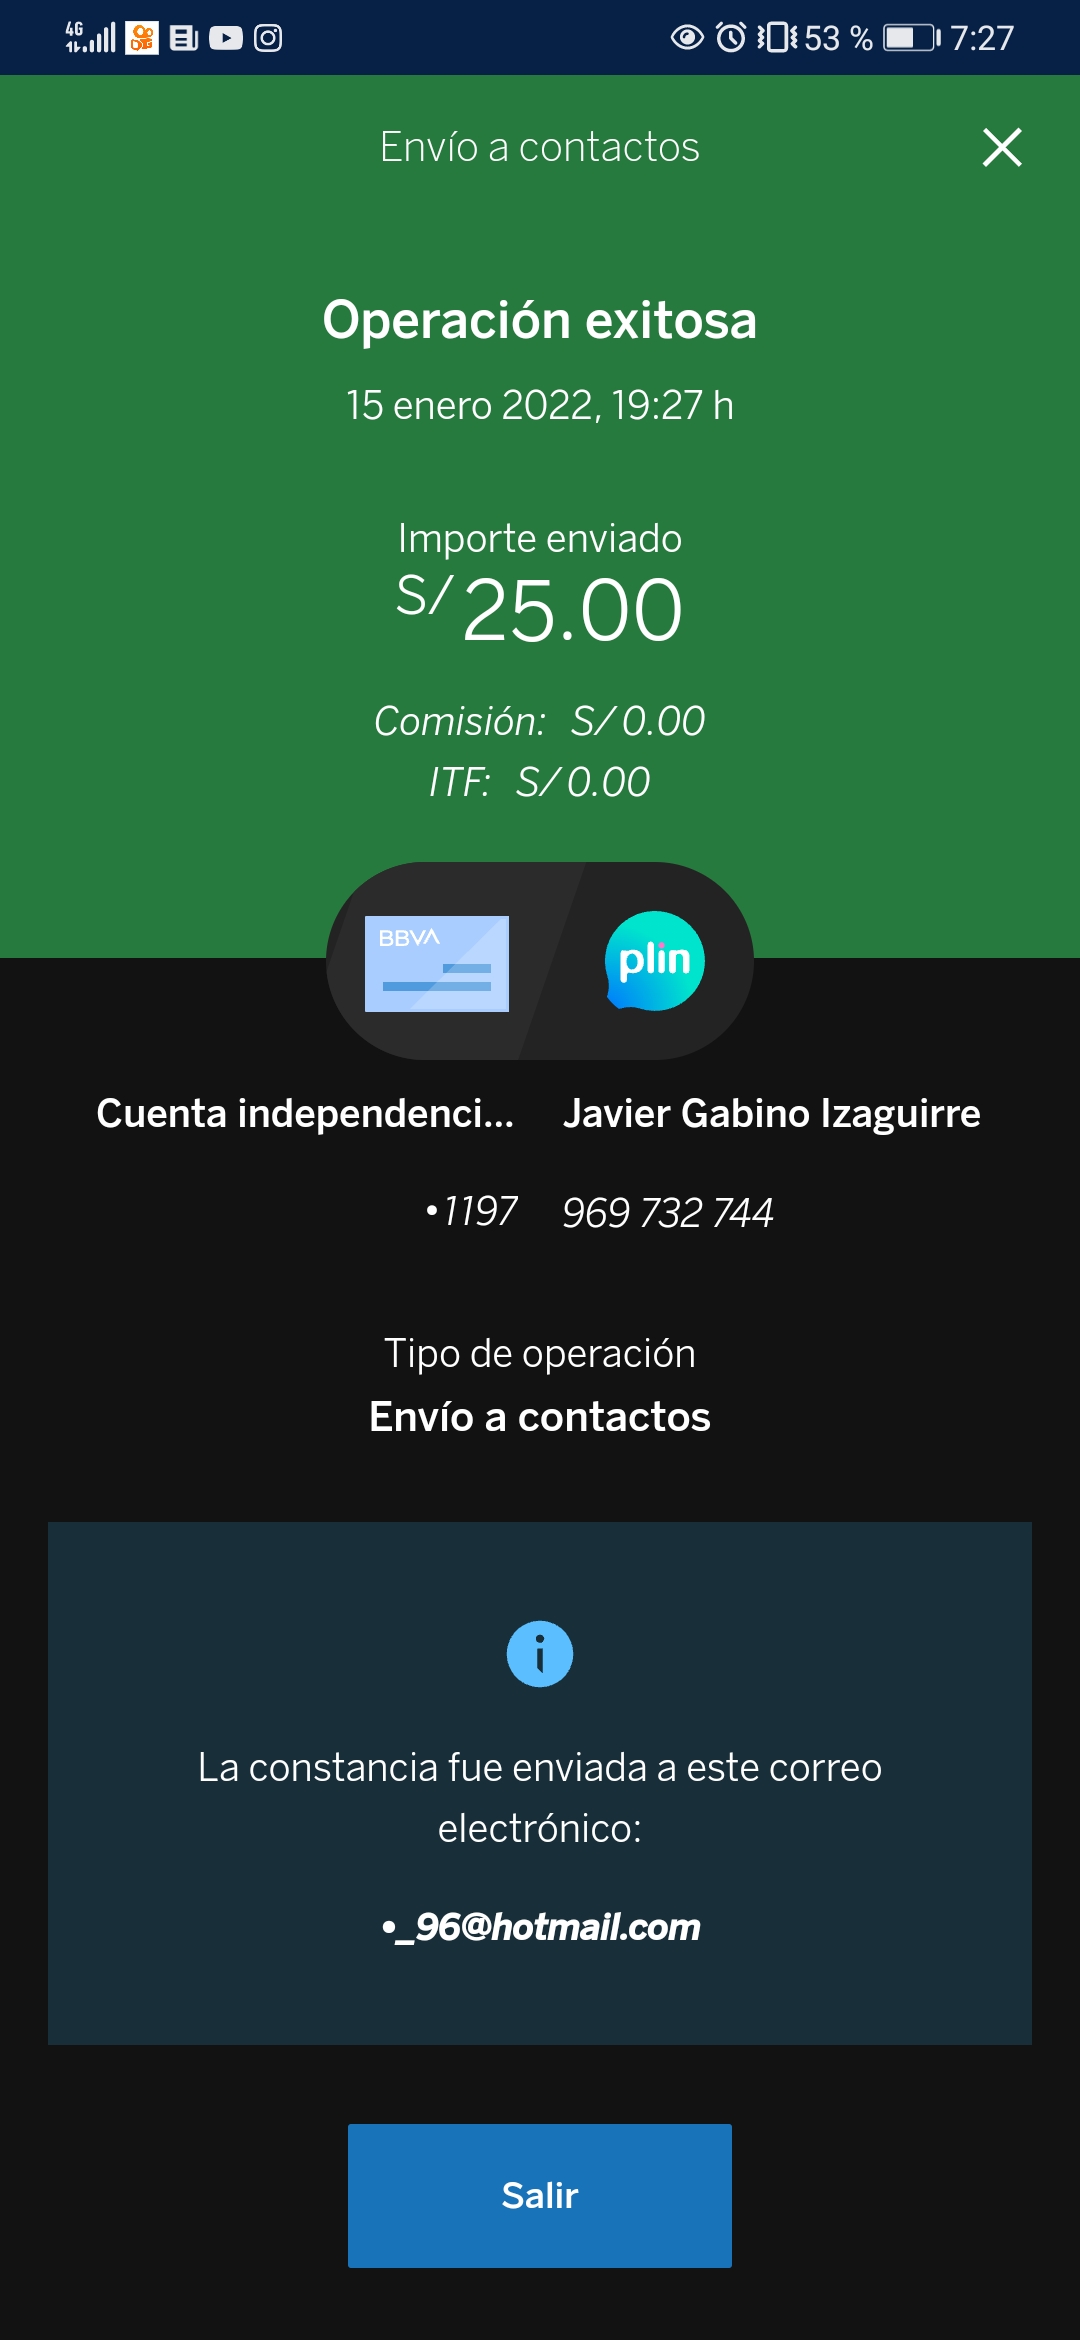 4G 53 % 7:27
Envío a contactos
Operación exitosa
15 enero 2022, 19:27 h
Importe enviado
S/ 25.00
Comisión: S/ 0.00
ITF: S/ 0.00
BBVA plin
Cuenta independenci... Javier Gabino Izaguirre
•1197 969 732 744
Tipo de operación
Envío a contactos
La constancia fue enviada a este correo
electrónico:
•_96@hotmail.com
Salir